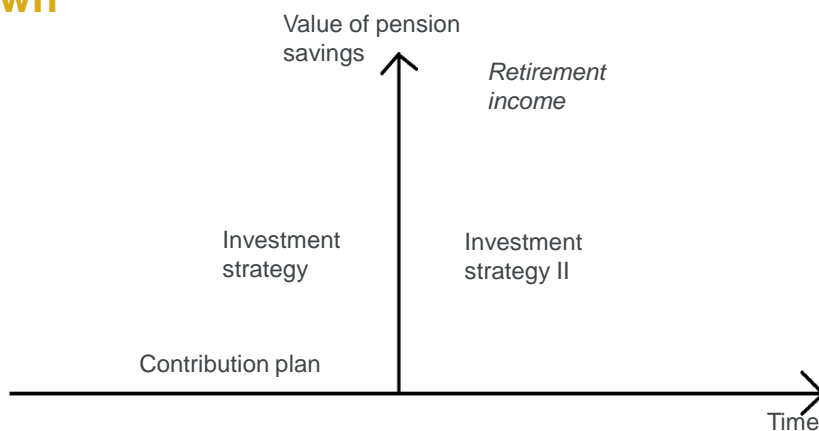 Value of pension
savings
Retirement
income
Investment
strategy
Investment
strategy II
Contribution plan
Time